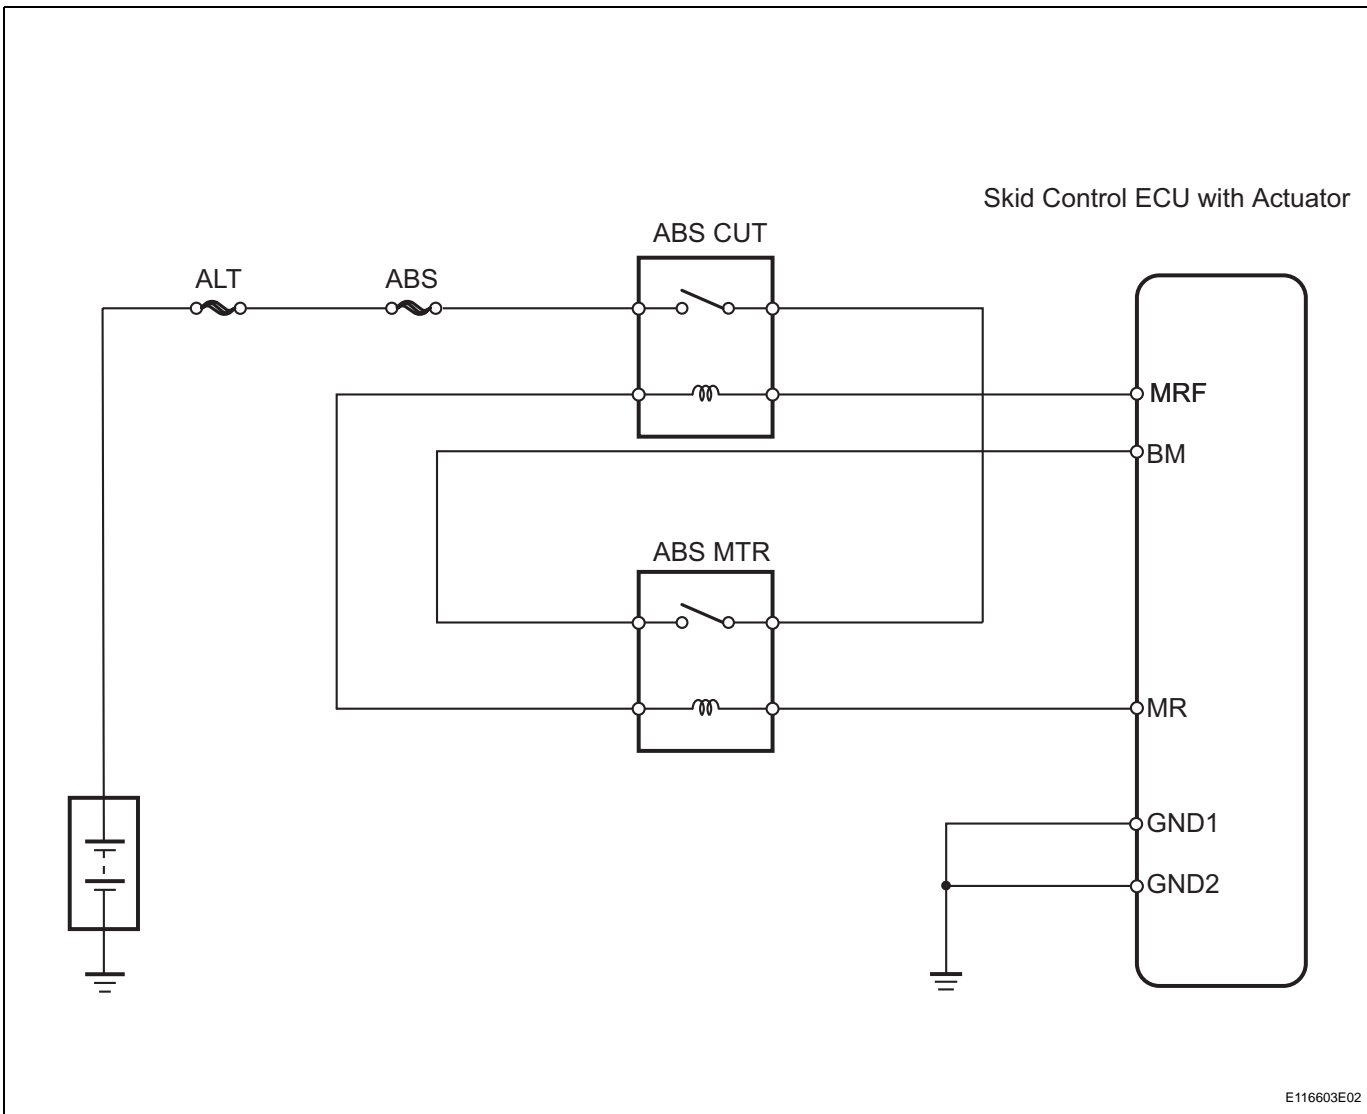 Skid Control ECU with Actuator
ABS CUT
ALT
ABS
MRF
BM
ABS MTR
MR
GND1
GND2
E116603E02